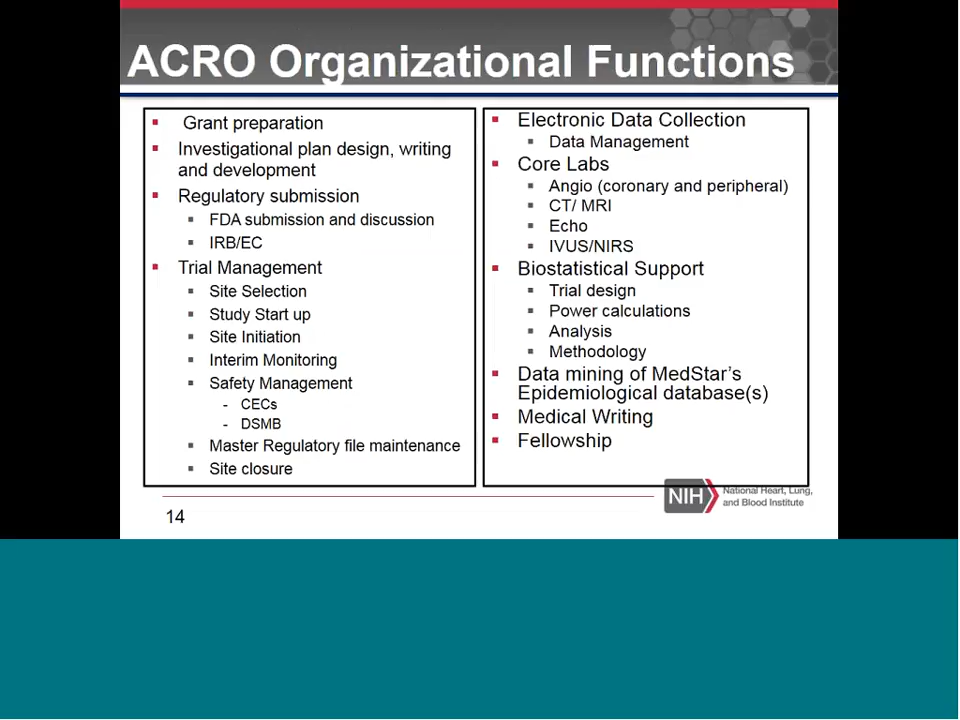 ACRO Organizational Functions
Grant preparation
Investigational plan design, writing
and development
Regulatory submission
FDA submission and discussion
IRB/EC
Trial Management
Site Selection
Study Start up
Site Initiation
Interim Monitoring
Safety Management
- CECs
- DSMB
Master Regulatory file maintenance
Site closure
Electronic Data Collection
Data Management
Core Labs
Angio (coronary and peripheral)
CT/ MRI
Echo
IVUS/NIRS
Biostatistical Support
Trial design
Power calculations
Analysis
Methodology
Data mining of MedStar's
Epidemiological database(s)
Medical Writing
Fellowship
NIH
National Heart, Lung,
and Blood Institute
14